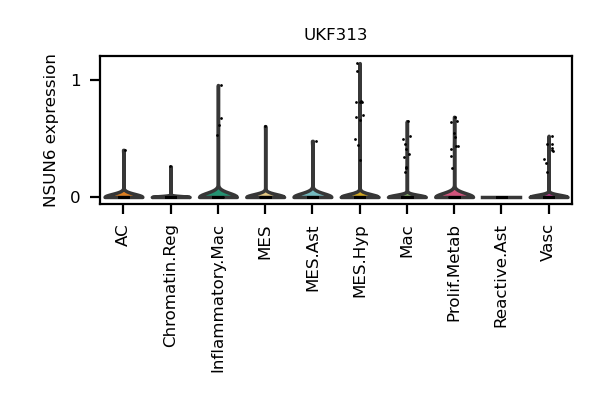 UKF313
NSUN6 expression
1
0
AC
Chromatin.Reg
Inflammatory.Mac
MES
MES.Ast
MES.Hyp
Mac
Prolif.Metab
Reactive.Ast
Vasc